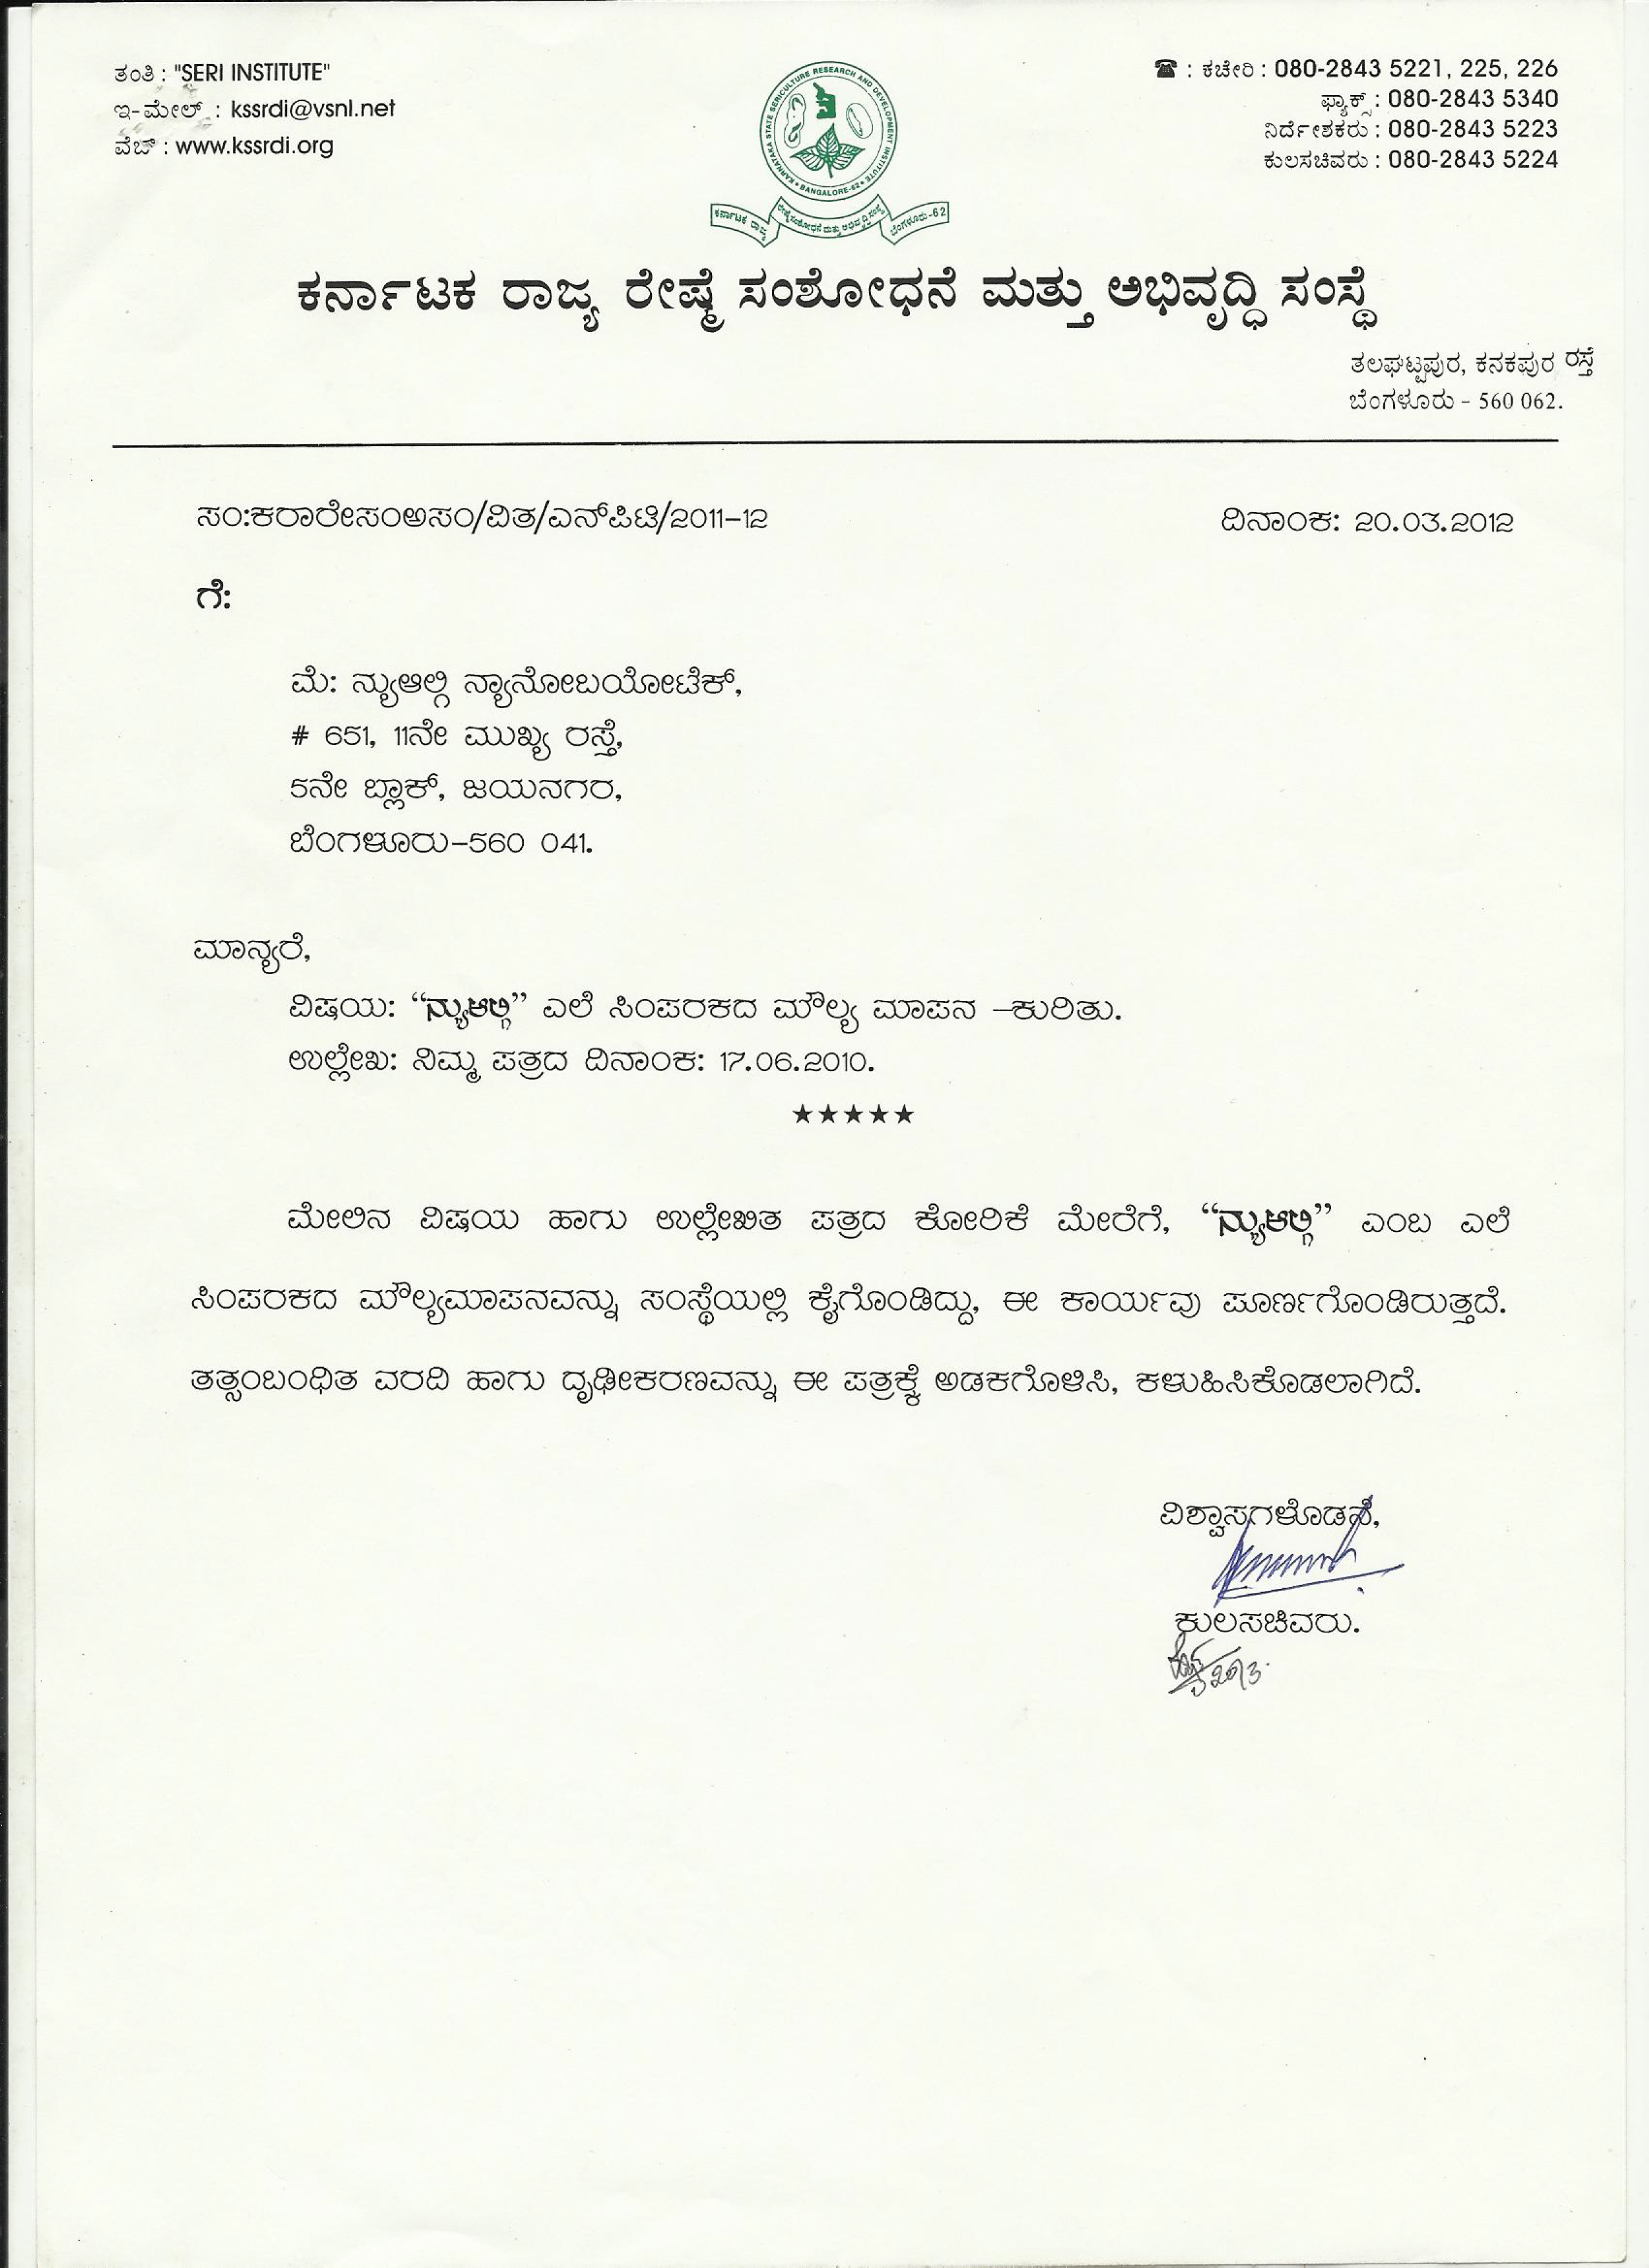 ತಂತಿ : "SERI INSTITUTE"
ಇ-ಮೇಲ್ : kssrdi@vsnl.net
ವೆಬ್ : www.kssrdi.org
☎ : ಕಚೇರಿ : 080-2843 5221, 225, 226
ಫ್ಯಾಕ್ಸ್ : 080-2843 5340
ನಿರ್ದೇಶಕರು : 080-2843 5223
ಕುಲಸಚಿವರು : 080-2843 5224
KARNATAKA STATE SERICULTURE RESEARCH AND DEVELOPMENT INSTITUTE
• BANGALORE-62 •
ಕರ್ನಾಟಕ ರಾಜ್ಯ ರೇಷ್ಮೆ ಸಂಶೋಧನೆ ಮತ್ತು ಅಭಿವೃದ್ಧಿ ಸಂಸ್ಥೆ ಬೆಂಗಳೂರು-62
ಕರ್ನಾಟಕ ರಾಜ್ಯ ರೇಷ್ಮೆ ಸಂಶೋಧನೆ ಮತ್ತು ಅಭಿವೃದ್ಧಿ ಸಂಸ್ಥೆ
ತಲಘಟ್ಟಪುರ, ಕನಕಪುರ ರಸ್ತೆ
ಬೆಂಗಳೂರು - 560 062.
ಸಂ:ಕರಾರೇಸಂಅಸಂ/ವಿತ/ಎನ್‌ಪಿಟಿ/2011-12
ದಿನಾಂಕ: 20.03.2012
ಗೆ:
ಮೆ: ನ್ಯುಆಲ್ಗಿ ನ್ಯಾನೋಬಯೋಟೆಕ್,
# 651, 11ನೇ ಮುಖ್ಯ ರಸ್ತೆ,
5ನೇ ಬ್ಲಾಕ್, ಜಯನಗರ,
ಬೆಂಗಳೂರು-560 041.
ಮಾನ್ಯರೆ,
ವಿಷಯ: “ನ್ಯುಆಲ್ಗಿ” ಎಲೆ ಸಿಂಪರಕದ ಮೌಲ್ಯ ಮಾಪನ –ಕುರಿತು.
ಉಲ್ಲೇಖ: ನಿಮ್ಮ ಪತ್ರದ ದಿನಾಂಕ: 17.06.2010.
★★★★★
ಮೇಲಿನ ವಿಷಯ ಹಾಗು ಉಲ್ಲೇಖಿತ ಪತ್ರದ ಕೋರಿಕೆ ಮೇರೆಗೆ, “ನ್ಯುಆಲ್ಗಿ” ಎಂಬ ಎಲೆ
ಸಿಂಪರಕದ ಮೌಲ್ಯಮಾಪನವನ್ನು ಸಂಸ್ಥೆಯಲ್ಲಿ ಕೈಗೊಂಡಿದ್ದು, ಈ ಕಾರ್ಯವು ಪೂರ್ಣಗೊಂಡಿರುತ್ತದೆ.
ತತ್ಸಂಬಂಧಿತ ವರದಿ ಹಾಗು ದೃಢೀಕರಣವನ್ನು ಈ ಪತ್ರಕ್ಕೆ ಅಡಕಗೊಳಿಸಿ, ಕಳುಹಿಸಿಕೊಡಲಾಗಿದೆ.
ವಿಶ್ವಾಸಗಳೊಡನೆ,
ಕುಲಸಚಿವರು.